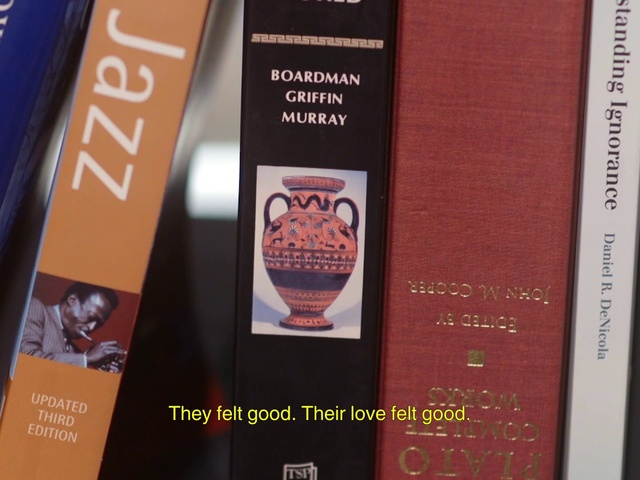 Jazz
UPDATED
THIRD
EDITION
BOARDMAN
GRIFFIN
MURRAY
TSP
PLATO
COMPLETE
WORKS
EDITED BY
JOHN M. COOPER
standing Ignorance
Daniel R. DeNicola
They felt good. Their love felt good.